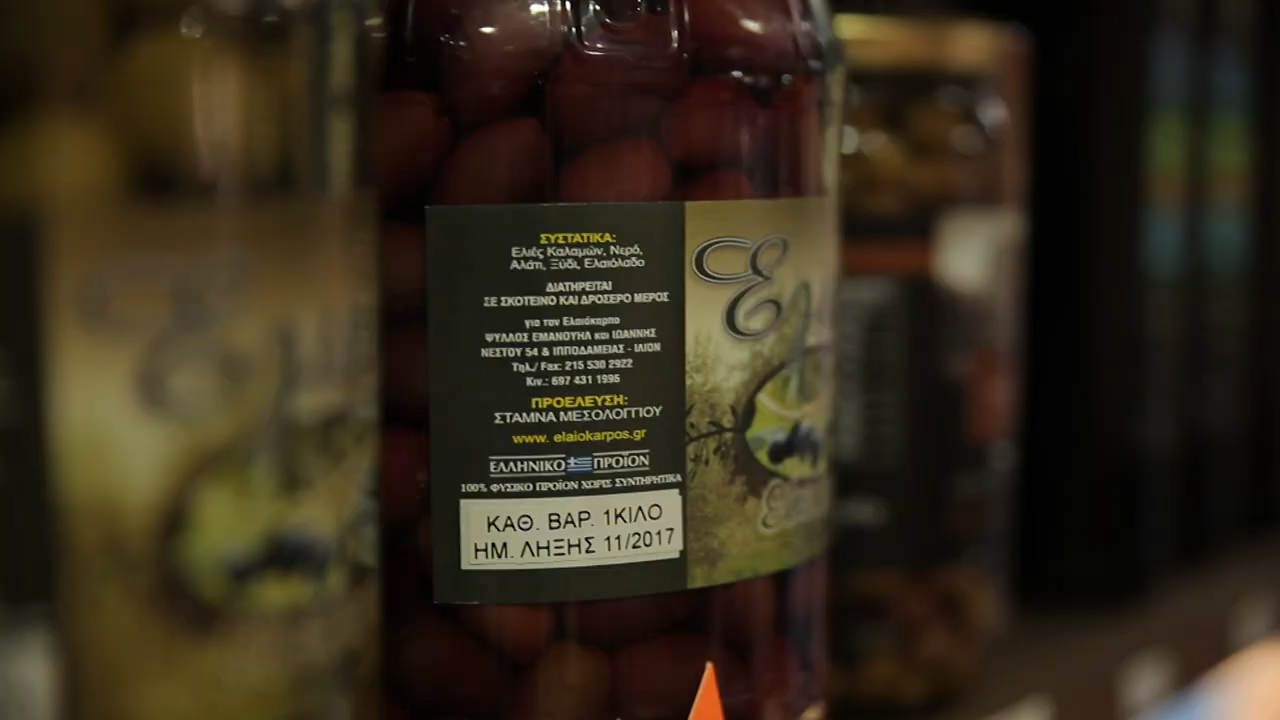 ΣΥΣΤΑΤΙΚΑ:
Ελιές Καλαμών, Νερό,
Αλάτι, Ξύδι, Ελαιόλαδο
ΔΙΑΤΗΡΕΙΤΑΙ
ΣΕ ΣΚΟΤΕΙΝΟ ΚΑΙ ΔΡΟΣΕΡΟ ΜΕΡΟΣ
για τον Ελαιόκαρπο
ΨΥΛΛΟΣ ΕΜΑΝΟΥΗΛ και ΙΩΑΝΝΗΣ
ΝΕΣΤΟΥ 54 & ΙΠΠΟΔΑΜΕΙΑΣ - ΙΛΙΟΝ
Τηλ./ Fax: 215 530 2922
Κιν.: 697 431 1995
ΠΡΟΕΛΕΥΣΗ:
ΣΤΑΜΝΑ ΜΕΣΟΛΟΓΓΙΟΥ
www. elaiokarpos.gr
ΕΛΛΗΝΙΚΟ ΠΡΟΪΟΝ
100% ΦΥΣΙΚΟ ΠΡΟΪΟΝ ΧΩΡΙΣ ΣΥΝΤΗΡΗΤΙΚΑ
ΚΑΘ. ΒΑΡ. 1ΚΙΛΟ
ΗΜ. ΛΗΞΗΣ 11/2017